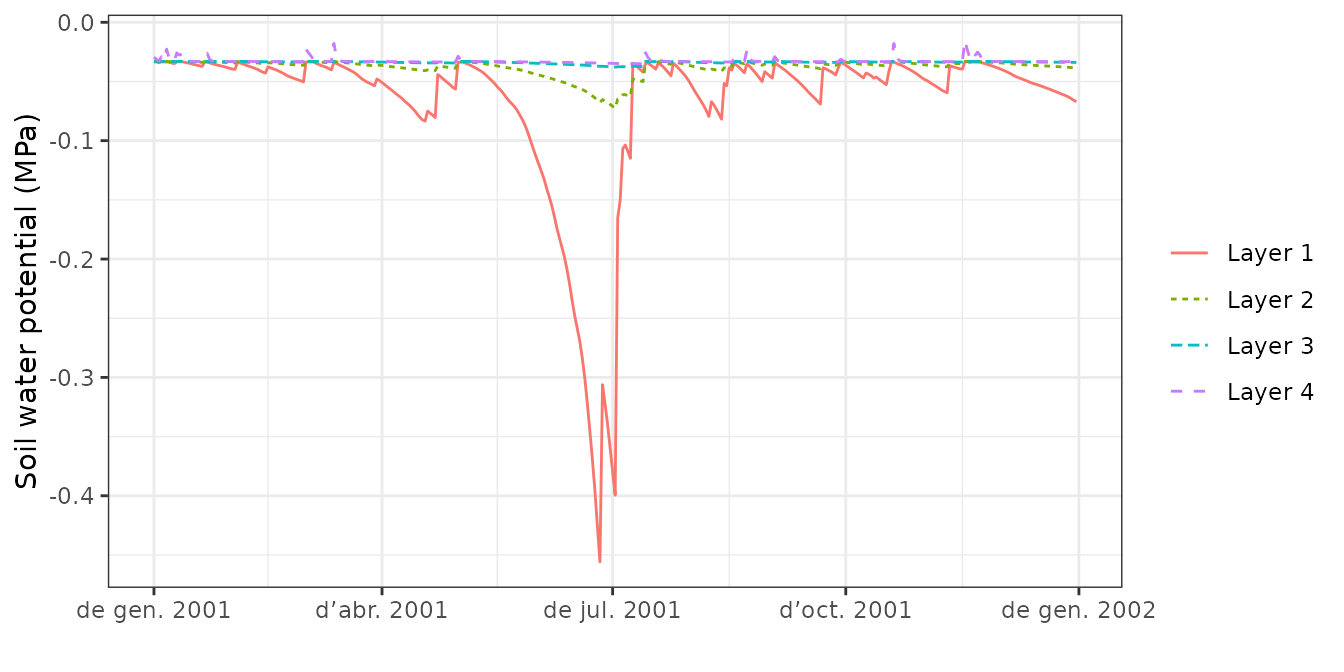 Soil water potential (MPa)
0.0
-0.1
-0.2
-0.3
-0.4
de gen. 2001
d’abr. 2001
de jul. 2001
d’oct. 2001
de gen. 2002
Layer 1
Layer 2
Layer 3
Layer 4